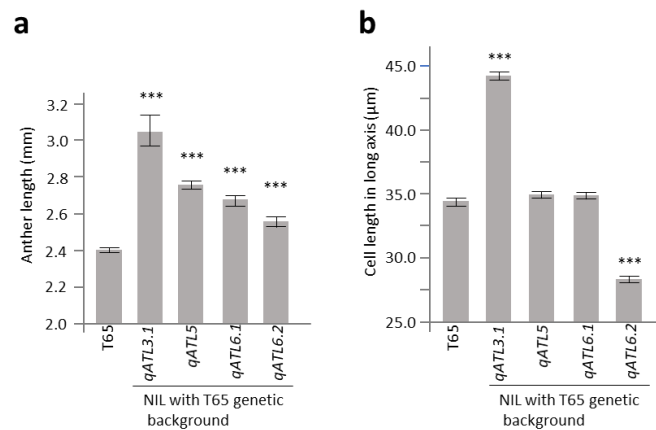 a
Anther length (mm)
3.2
3.0
2.8
2.6
2.4
2.2
2.0
***
***
***
***
T65
qATL3.1
qATL5
qATL6.1
qATL6.2
NIL with T65 genetic
background
b
Cell length in long axis (μm)
45.0
40.0
35.0
30.0
25.0
***
***
T65
qATL3.1
qATL5
qATL6.1
qATL6.2
NIL with T65 genetic
background